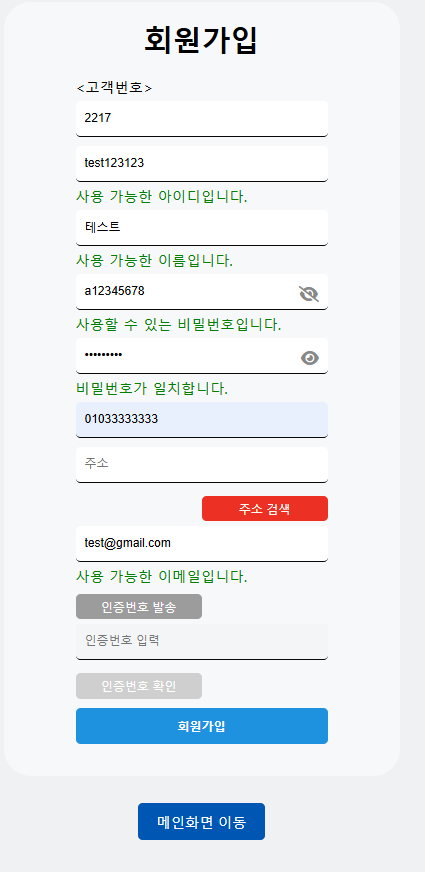 회원가입
<고객번호>
2217
test123123
사용 가능한 아이디입니다.
테스트
사용 가능한 이름입니다.
a12345678
사용할 수 있는 비밀번호입니다.
•••••••••
비밀번호가 일치합니다.
01033333333
주소
주소 검색
test@gmail.com
사용 가능한 이메일입니다.
인증번호 발송
인증번호 입력
인증번호 확인
회원가입
메인화면 이동